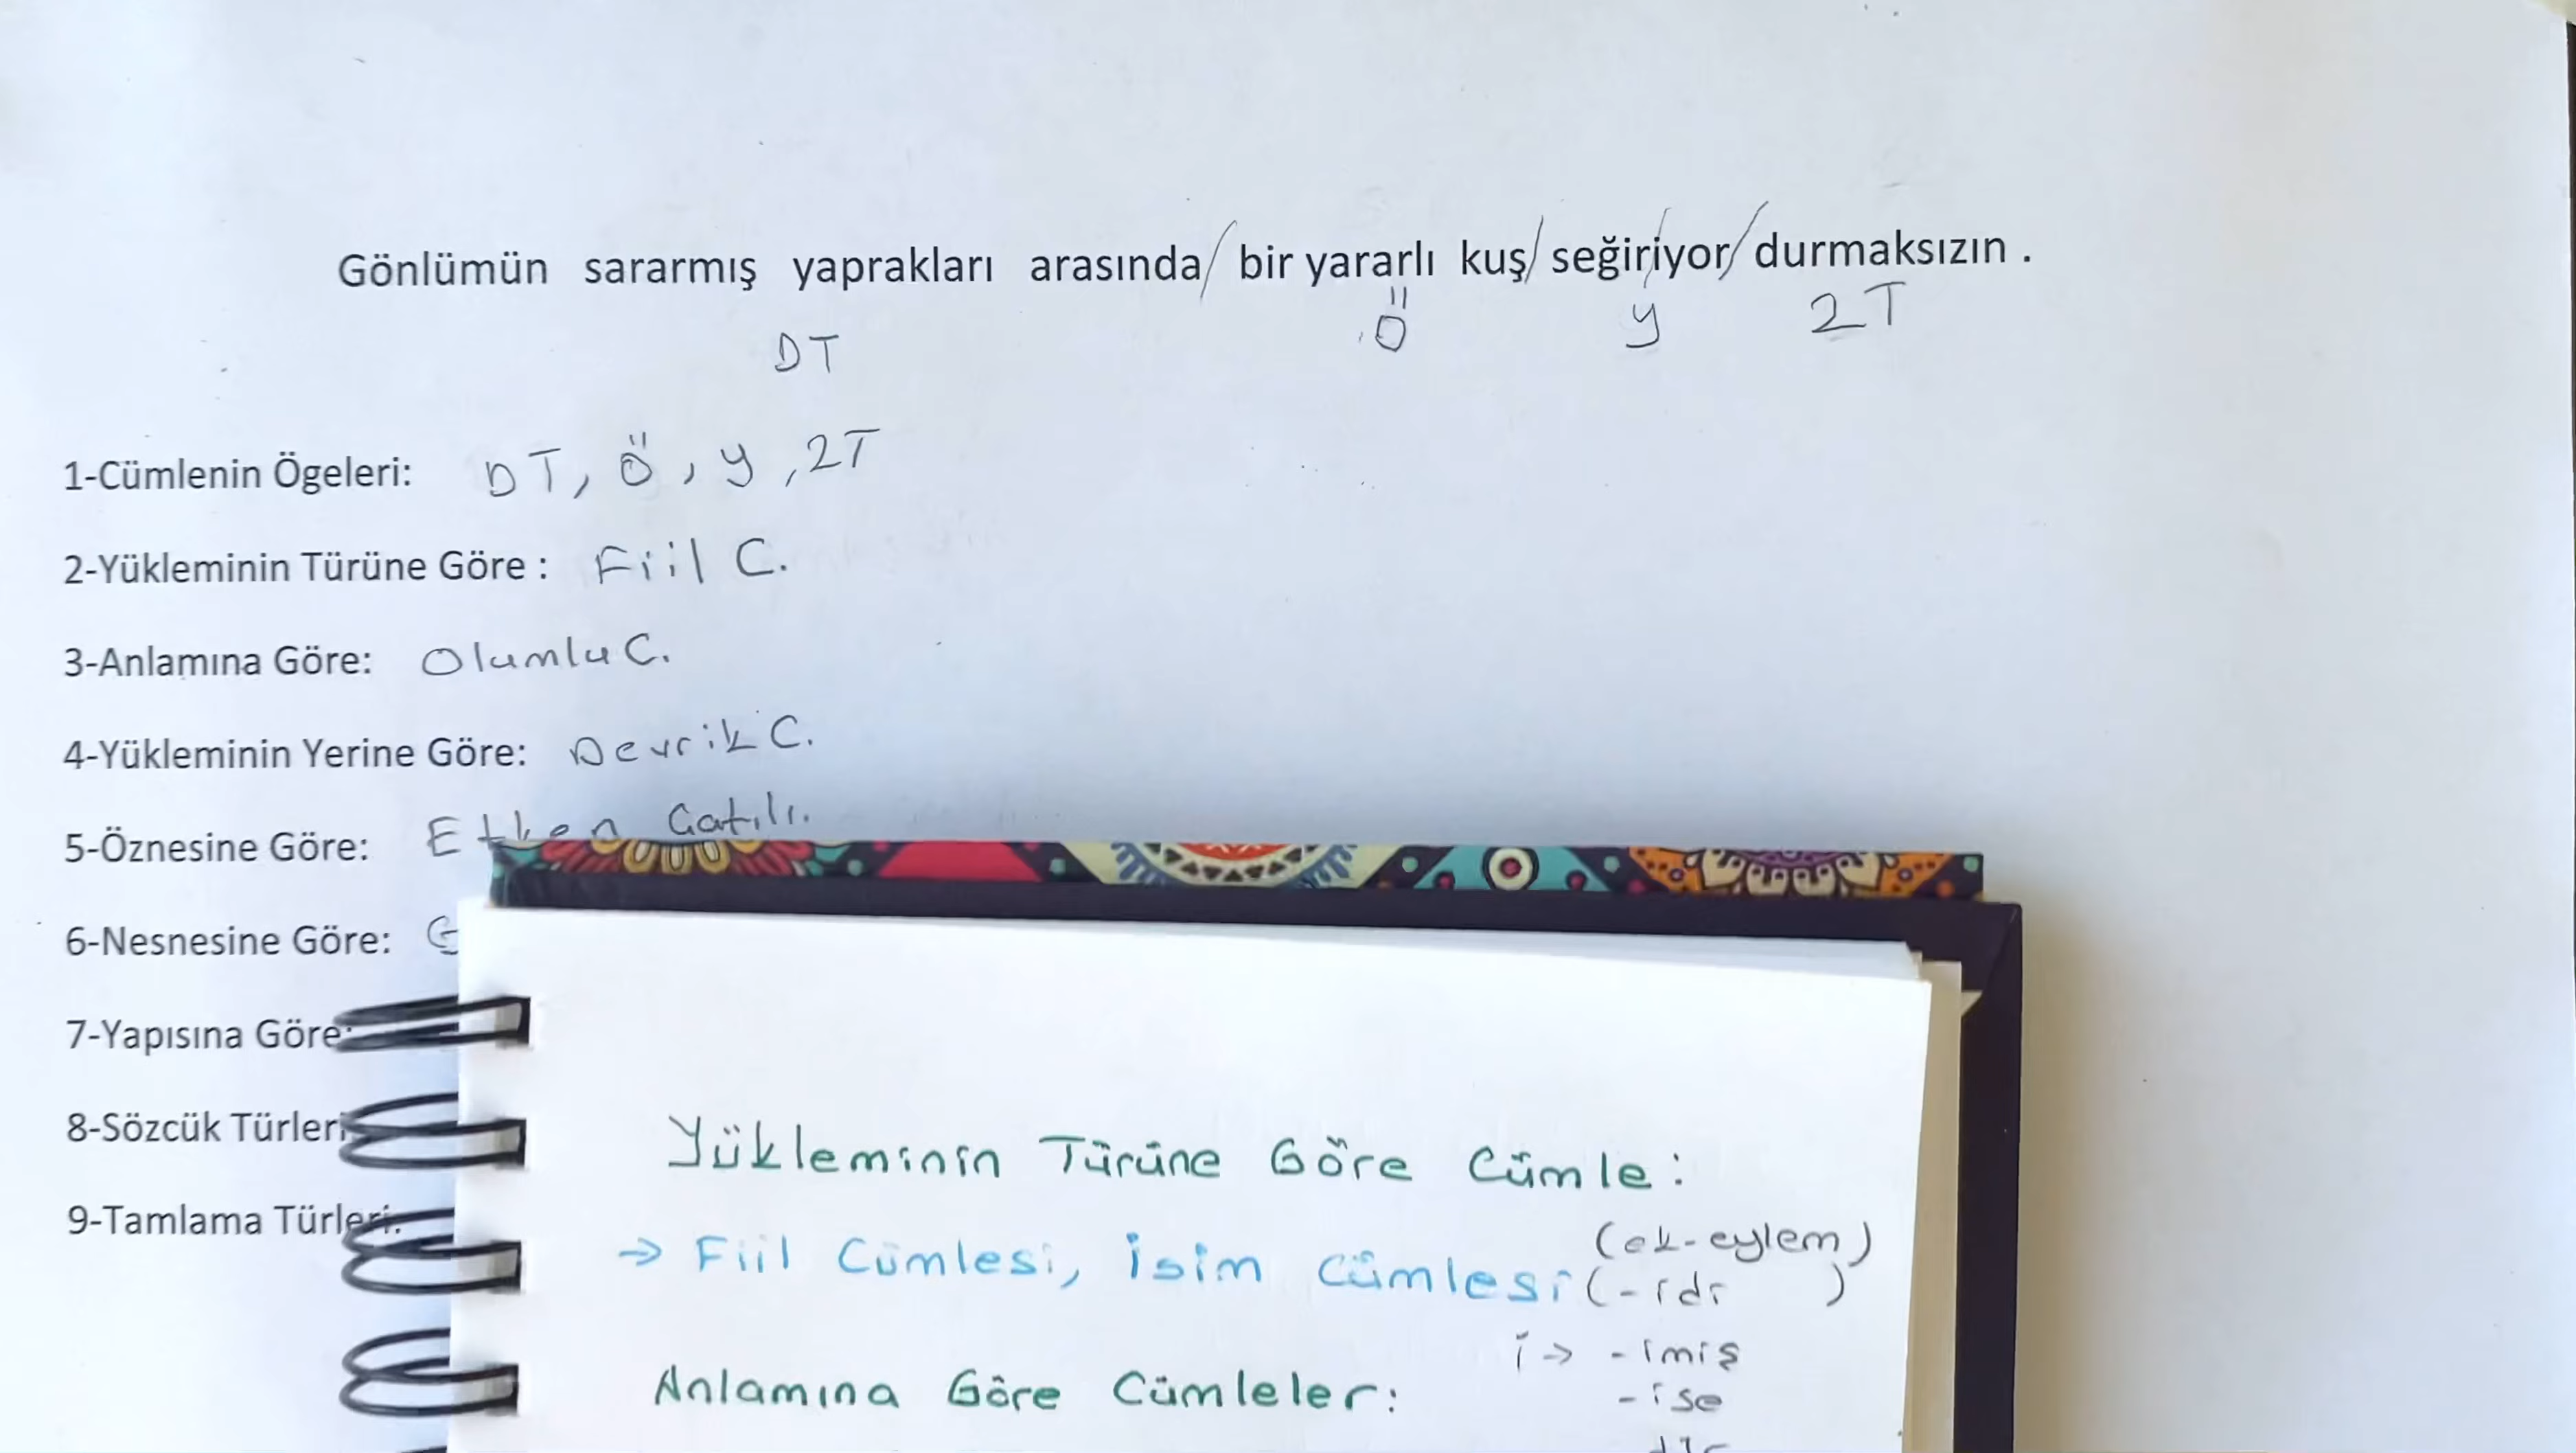 Gönlümün sararmış yaprakları arasında/ bir yararlı kuş/ seğiriyor/ durmaksızın .
DT Ö y 2T
1-Cümlenin Ögeleri: DT, Ö, y, 2T
2-Yükleminin Türüne Göre : Fiil C.
3-Anlamına Göre: Olumlu C.
4-Yükleminin Yerine Göre: Devrik C.
5-Öznesine Göre: Etken Çatılı.
6-Nesnesine Göre:
7-Yapısına Göre:
8-Sözcük Türleri
9-Tamlama Türleri:
Yükleminin Türüne Göre Cümle:
(ek-eylem)
→ Fiil Cümlesi, İsim Cümlesi (-idi )
i → -imiş
Anlamına Göre Cümleler:
-ise